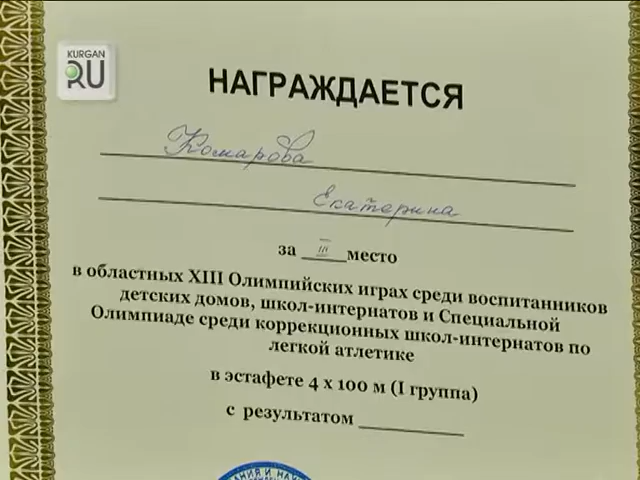 KURGAN
RU
НАГРАЖДАЕТСЯ
Комарова
Екатерина
за III место
в областных XIII Олимпийских играх среди воспитанников
детских домов, школ-интернатов и Специальной
Олимпиаде среди коррекционных школ-интернатов по
легкой атлетике
в эстафете 4 х 100 м (I группа)
с результатом